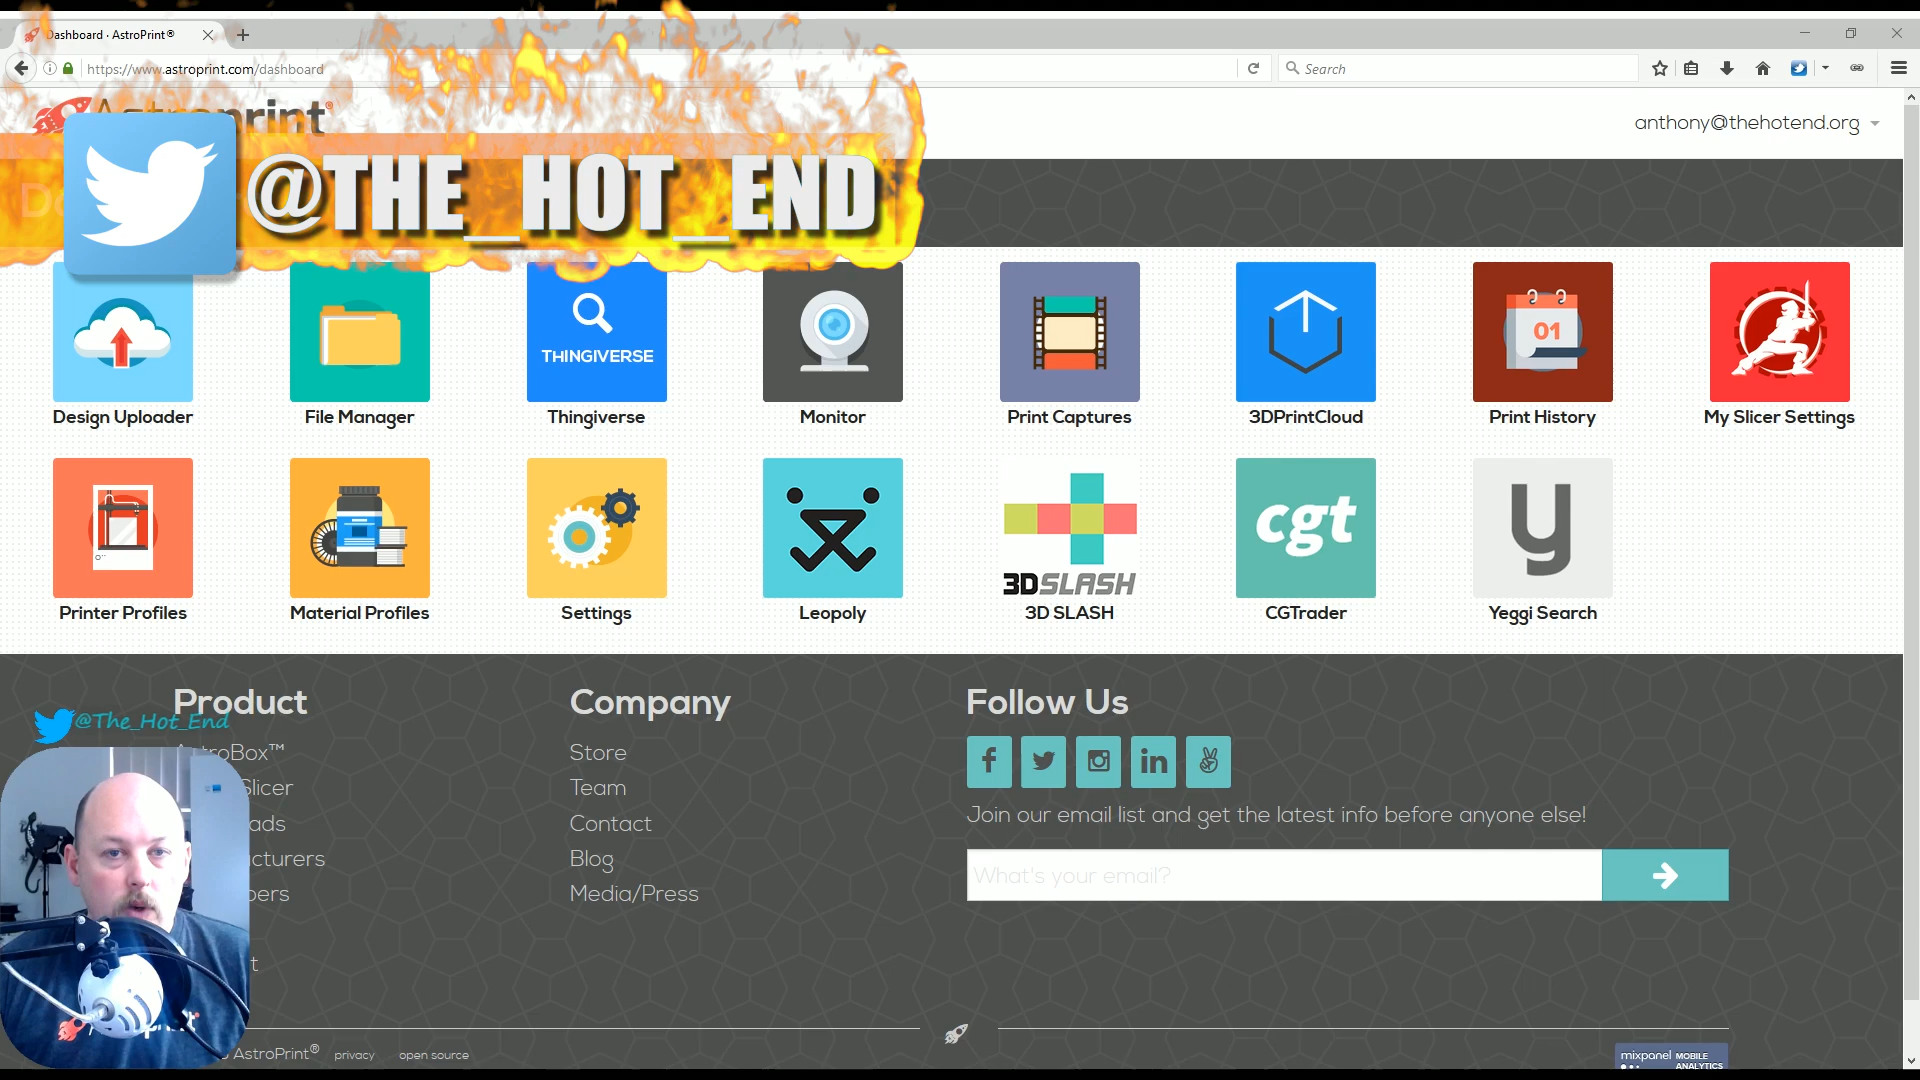 Dashboard · AstroPrint®
https://www.astroprint.com/dashboard
Search
anthony@thehotend.org
@THE_HOT_END
THINGIVERSE
01
Design Uploader
File Manager
Thingiverse
Monitor
Print Captures
3DPrintCloud
Print History
My Slicer Settings
3DSLASH
cgt
y
Printer Profiles
Material Profiles
Settings
Leopoly
3D SLASH
CGTrader
Yeggi Search
Product
Company
Follow Us
@The_Hot_End
Store
Team
Contact
Blog
Media/Press
Join our email list and get the latest info before anyone else!
What's your email?
AstroPrint®
privacy
open source
mixpanel MOBILE
ANALYTICS